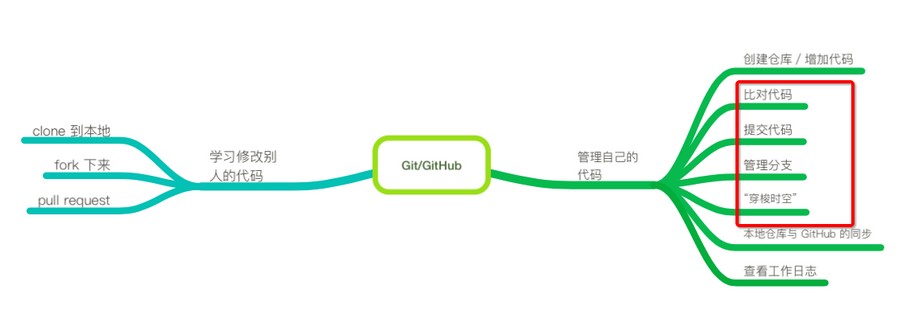 clone 到本地
fork 下来
pull request
学习修改别
人的代码
Git/GitHub
管理自己的
代码
创建仓库 / 增加代码
比对代码
提交代码
管理分支
“穿梭时空”
本地仓库与 GitHub 的同步
查看工作日志